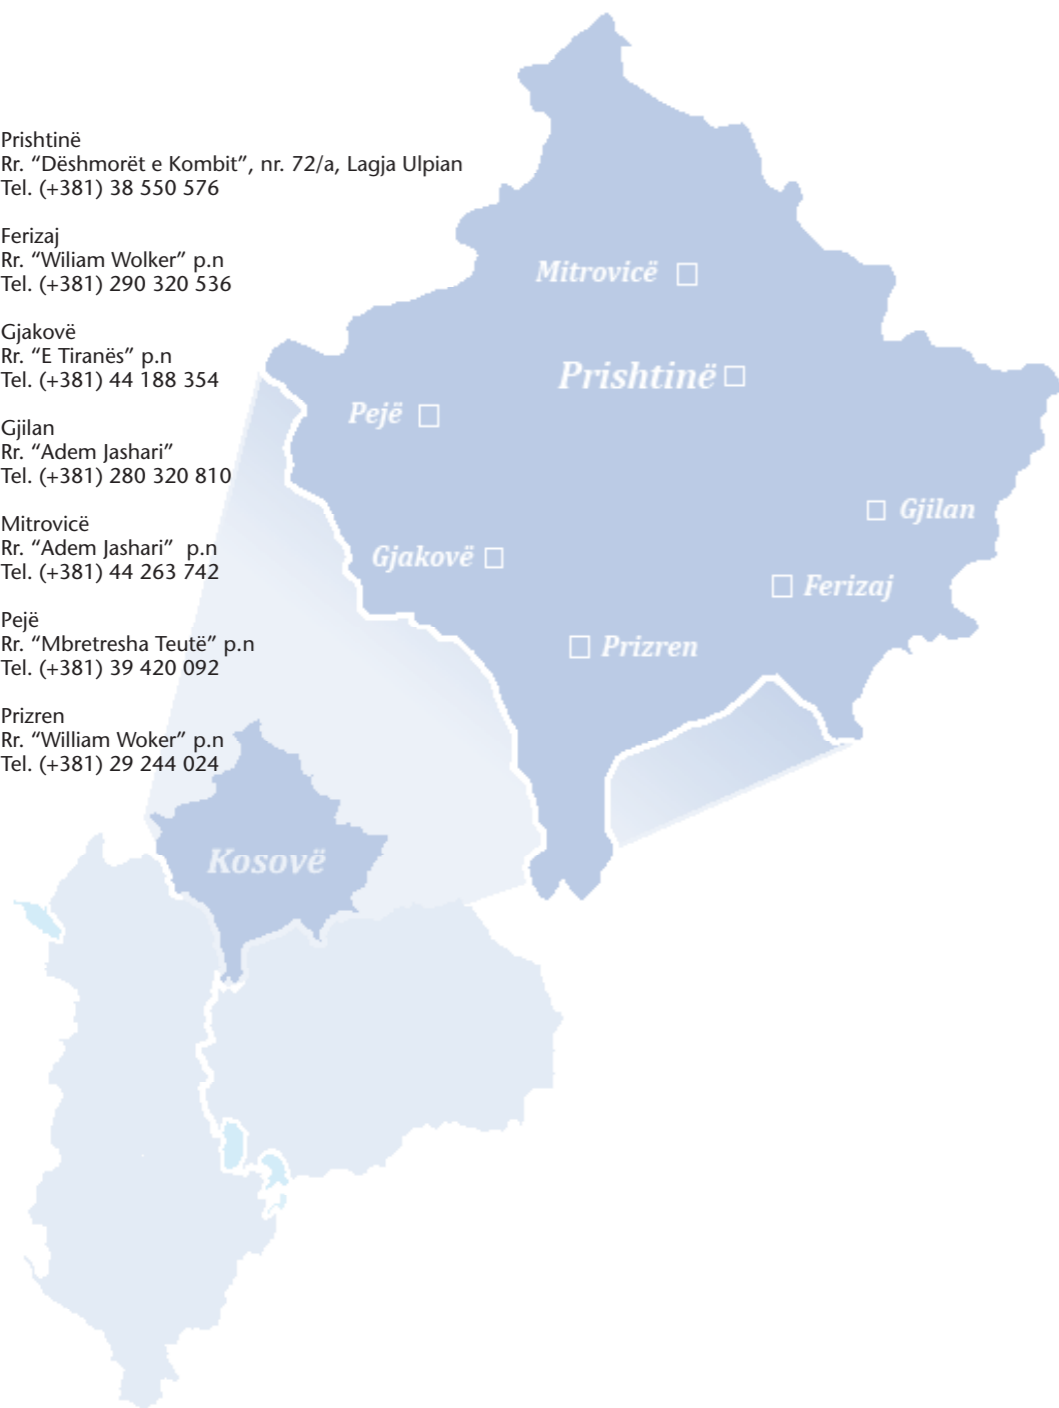 Prishtinë
Rr. “Dëshmorët e Kombit”, nr. 72/a, Lagja Ulpian
Tel. (+381) 38 550 576
Ferizaj
Rr. “Wiliam Wolker” p.n
Tel. (+381) 290 320 536
Gjakovë
Rr. “E Tiranës” p.n
Tel. (+381) 44 188 354
Gjilan
Rr. “Adem Jashari”
Tel. (+381) 280 320 810
Mitrovicë
Rr. “Adem Jashari”  p.n
Tel. (+381) 44 263 742
Pejë
Rr. “Mbretresha Teutë” p.n
Tel. (+381) 39 420 092
Prizren
Rr. “William Woker” p.n
Tel. (+381) 29 244 024
Mitrovicë
Prishtinë
Pejë
Gjilan
Gjakovë
Ferizaj
Prizren
Kosovë